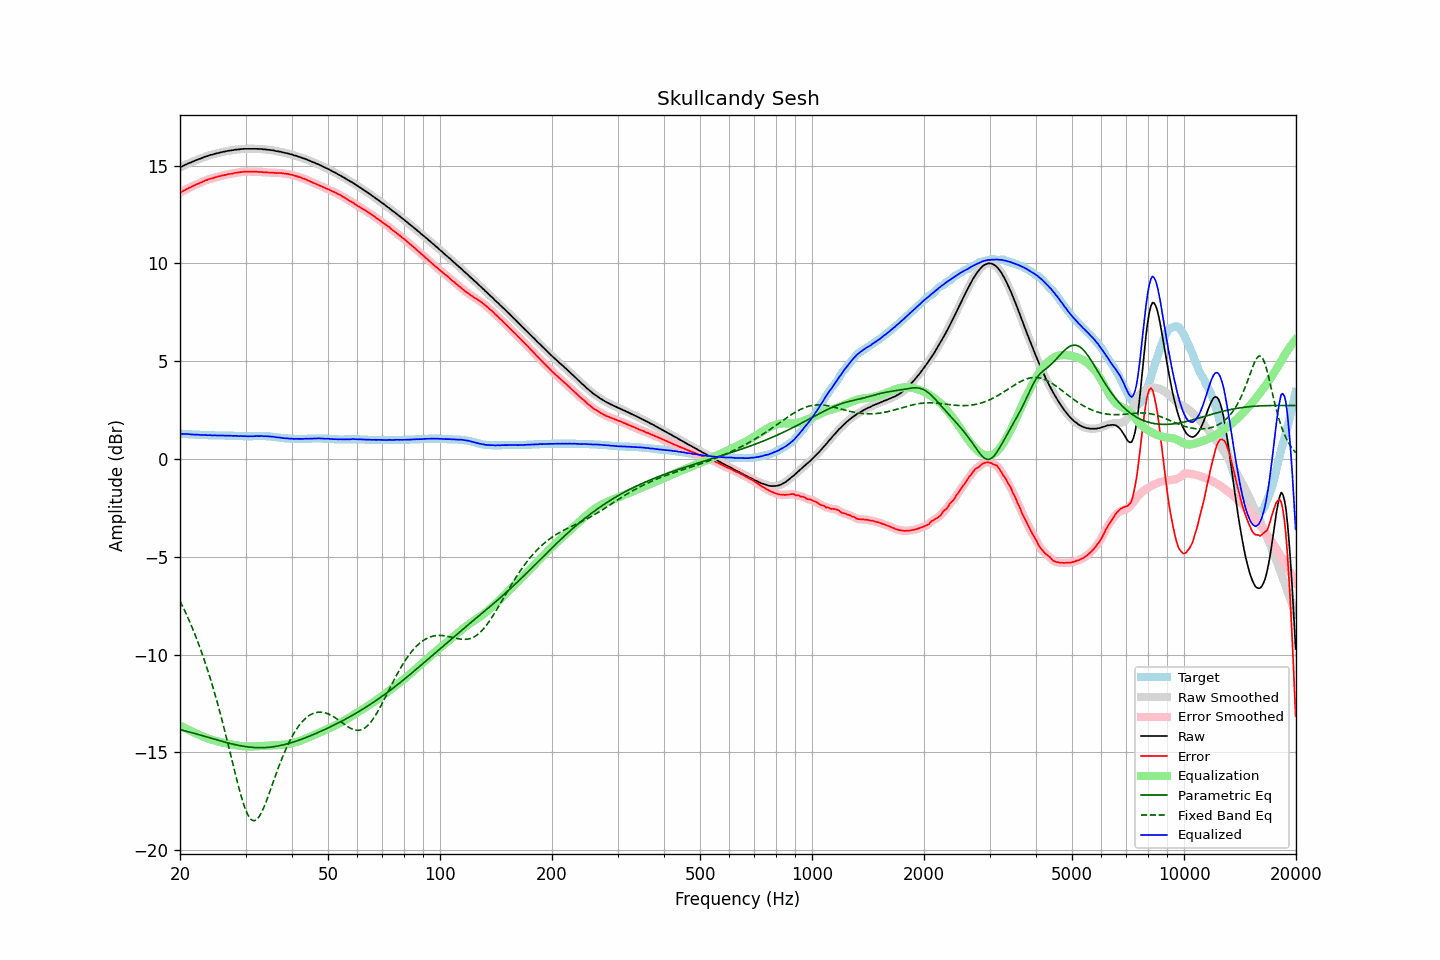 Skullcandy Sesh
Amplitude (dBr)
15
10
5
0
−5
−10
−15
−20
20
50
100
200
500
1000
2000
5000
10000
20000
Frequency (Hz)
Target
Raw Smoothed
Error Smoothed
Raw
Error
Equalization
Parametric Eq
Fixed Band Eq
Equalized